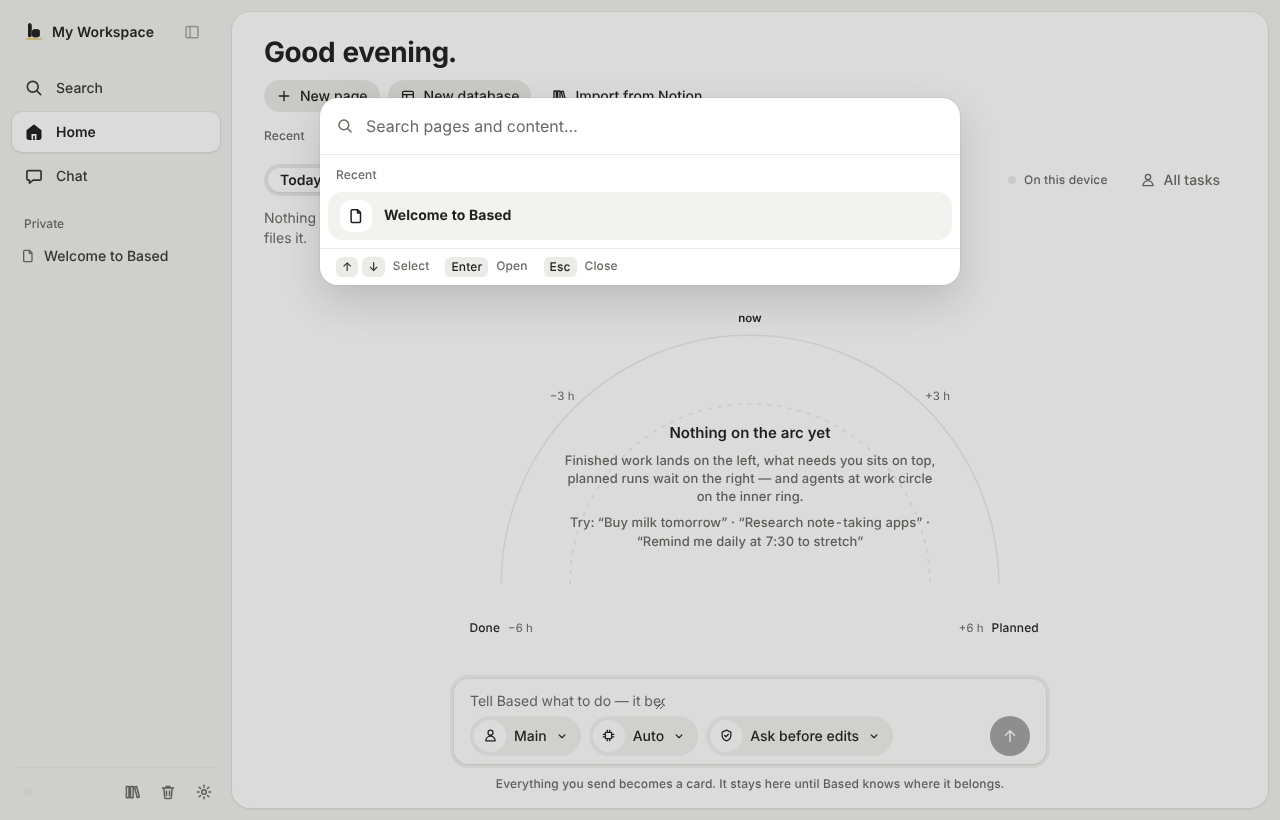 My Workspace
Search
Home
Chat
Private
Welcome to Based
Good evening.
New page
New database
Import from Notion
Recent
Search pages and content...
Recent
Welcome to Based
Select
Enter
Open
Esc
Close
Today
On this device
All tasks
Nothing
files it.
now
−3 h
+3 h
Nothing on the arc yet
Finished work lands on the left, what needs you sits on top,
planned runs wait on the right — and agents at work circle
on the inner ring.
Try: “Buy milk tomorrow” · “Research note-taking apps” ·
“Remind me daily at 7:30 to stretch”
Done −6 h
+6 h Planned
Tell Based what to do — it
Main
Auto
Ask before edits
Everything you send becomes a card. It stays here until Based knows where it belongs.